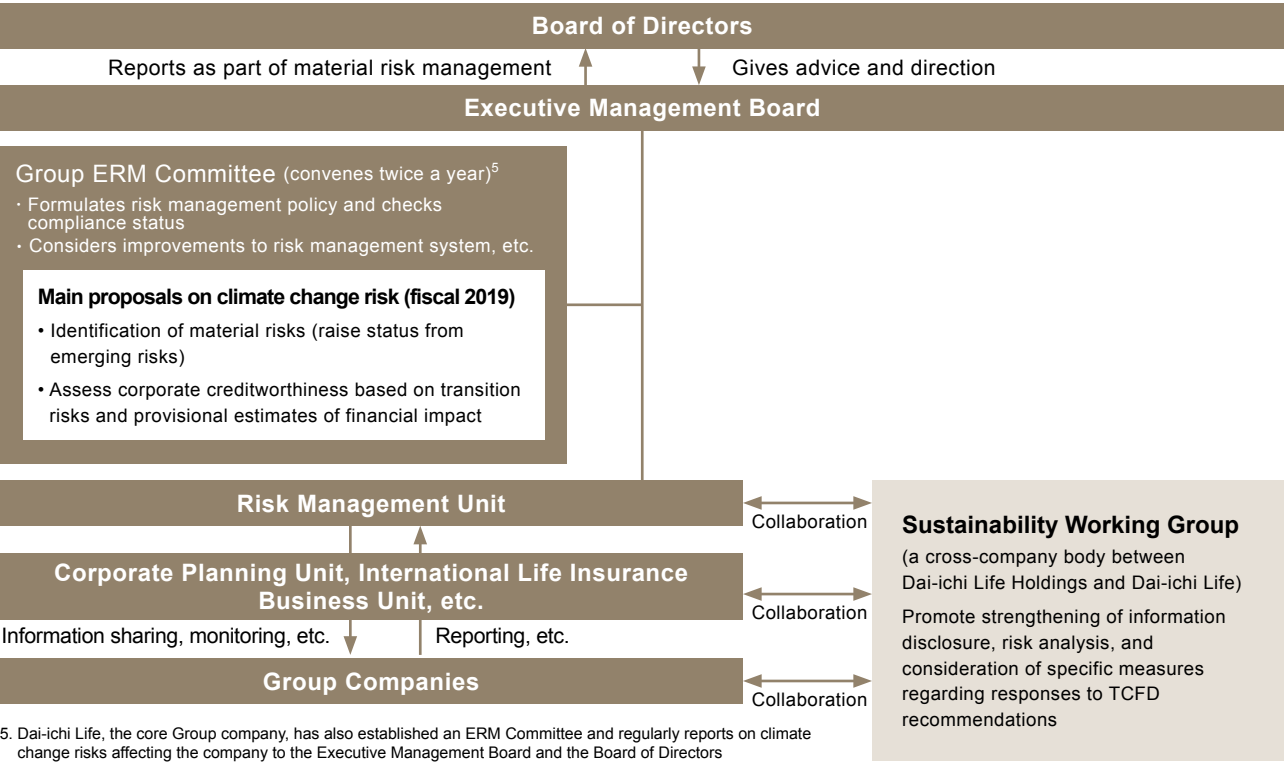 Board of Directors
Reports as part of material risk management
Gives advice and direction
Executive Management Board
Group ERM Committee (convenes twice a year)5
・Formulates risk management policy and checks
compliance status
・Considers improvements to risk management system, etc.
Main proposals on climate change risk (fiscal 2019)
• Identification of material risks (raise status from
emerging risks)
• Assess corporate creditworthiness based on transition
risks and provisional estimates of financial impact
Risk Management Unit
Collaboration
Corporate Planning Unit, International Life Insurance
Business Unit, etc.
Collaboration
Information sharing, monitoring, etc.
Reporting, etc.
Group Companies
Collaboration
Sustainability Working Group
(a cross-company body between
Dai-ichi Life Holdings and Dai-ichi Life)
Promote strengthening of information
disclosure, risk analysis, and
consideration of specific measures
regarding responses to TCFD
recommendations
5. Dai-ichi Life, the core Group company, has also established an ERM Committee and regularly reports on climate
change risks affecting the company to the Executive Management Board and the Board of Directors